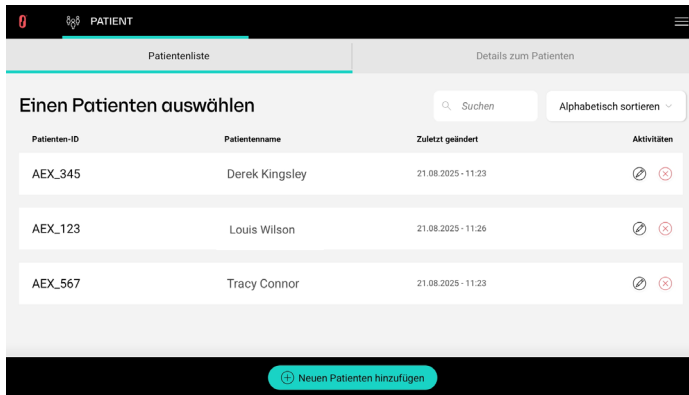 PATIENT
Patientenliste Details zum Patienten
Einen Patienten auswählen Suchen Alphabetisch sortieren
Patienten-ID Patientenname Zuletzt geändert Aktivitäten
AEX_345 Derek Kingsley 21.08.2025 - 11:23
AEX_123 Louis Wilson 21.08.2025 - 11:26
AEX_567 Tracy Connor 21.08.2025 - 11:23
Neuen Patienten hinzufügen